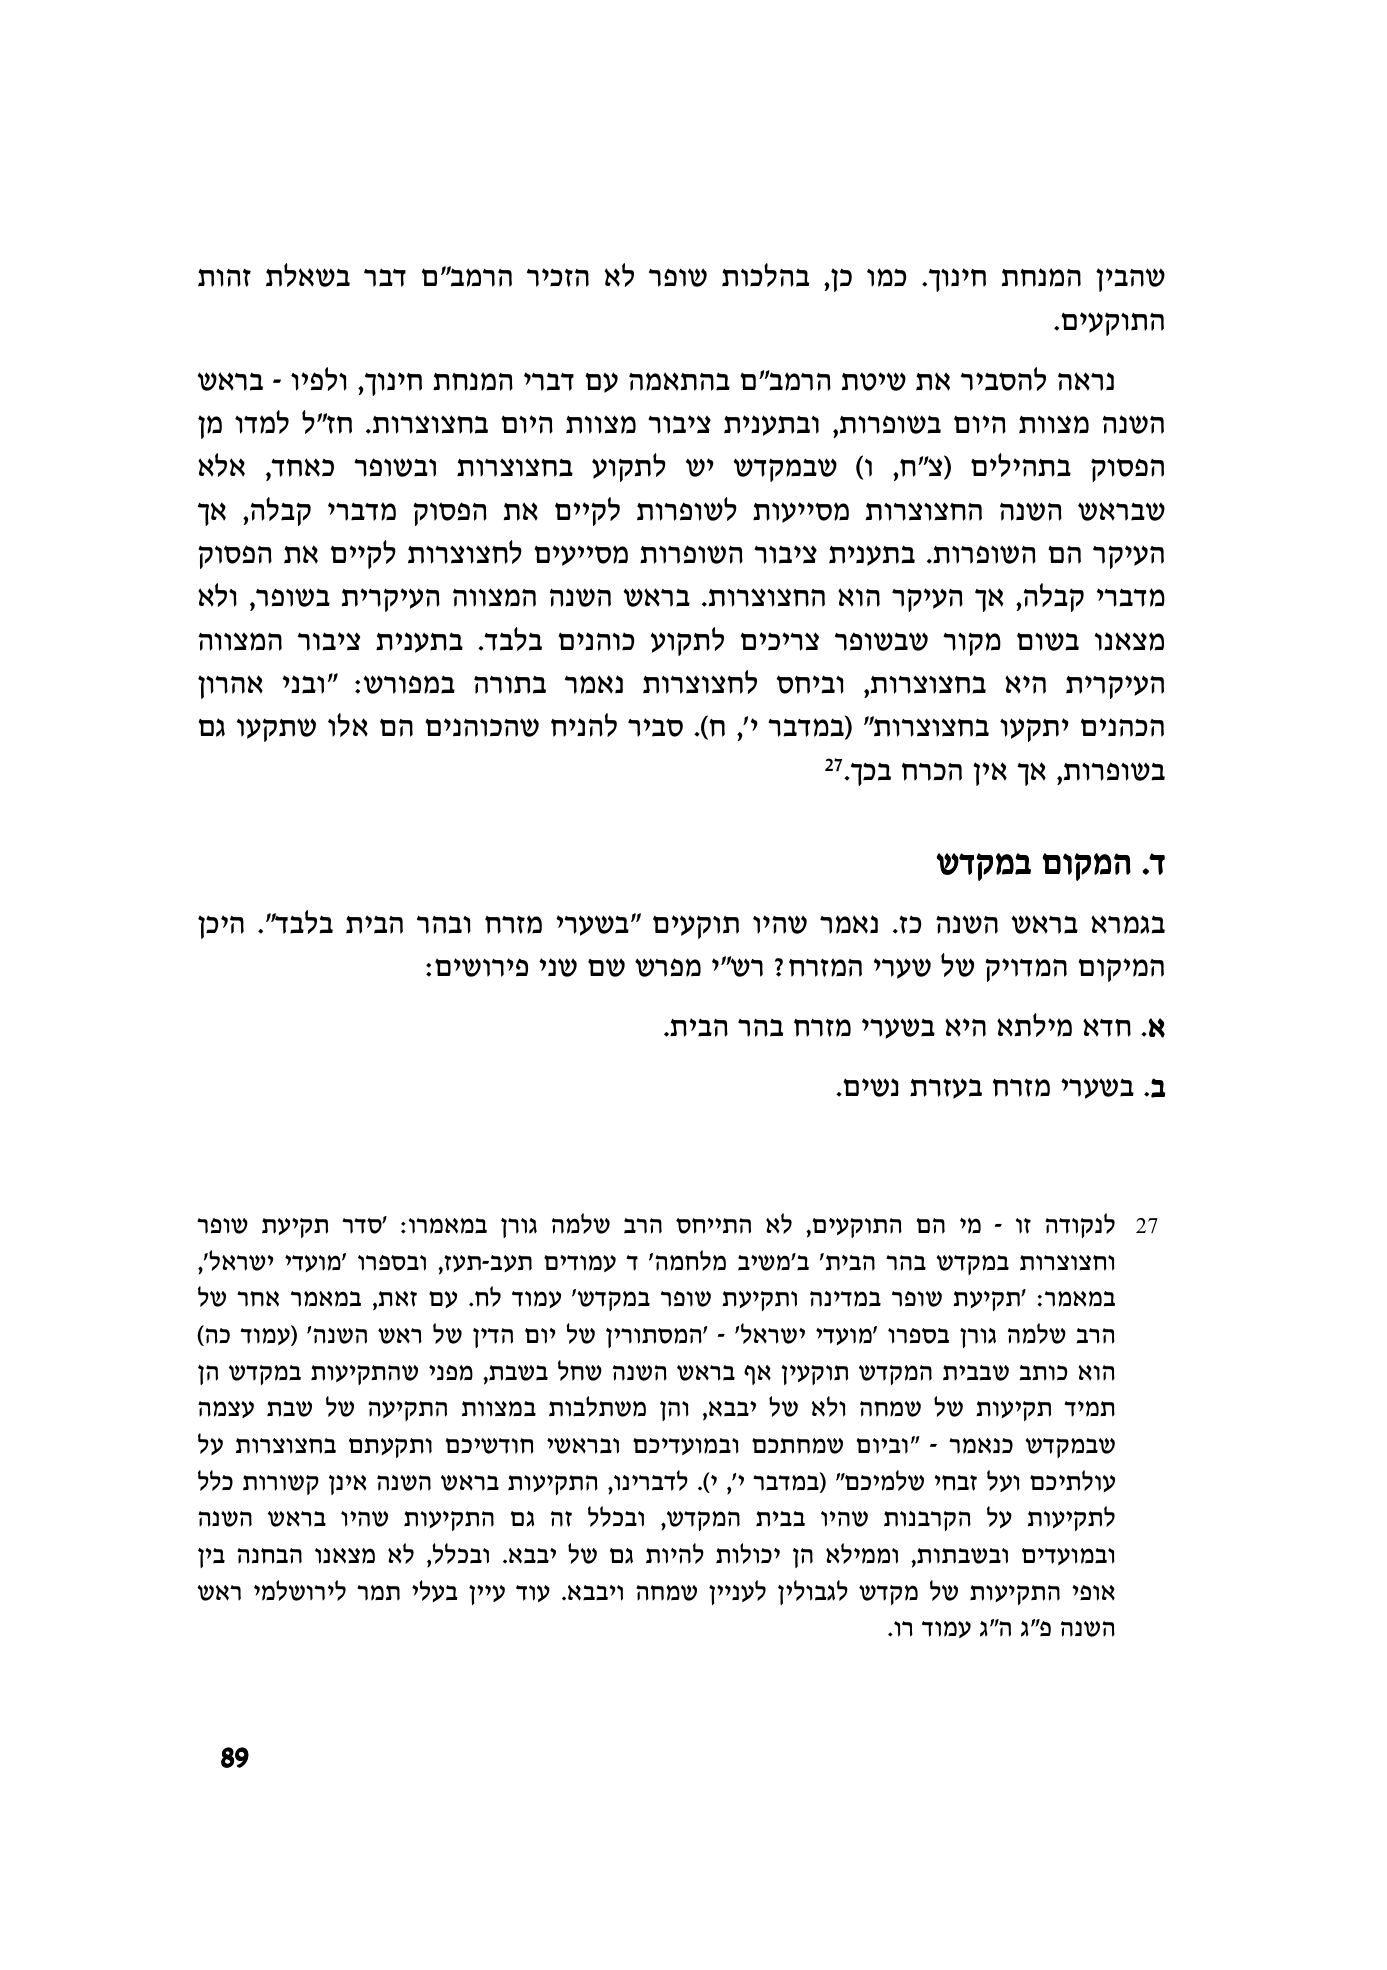 שהבין המנחת חינוך. כמו כן, בהלכות שופר לא הזכיר הרמב"ם דבר בשאלת זהות
התוקעים.
נראה להסביר את שיטת הרמב"ם בהתאמה עם דברי המנחת חינוך, ולפיו - בראש
השנה מצוות היום בשופרות, ובתענית ציבור מצוות היום בחצוצרות. חז"ל למדו מן
הפסוק בתהילים (צ"ח, ו) שבמקדש יש לתקוע בחצוצרות ובשופר כאחד, אלא
שבראש השנה החצוצרות מסייעות לשופרות לקיים את הפסוק מדברי קבלה, אך
העיקר הם השופרות. בתענית ציבור השופרות מסייעים לחצוצרות לקיים את הפסוק
מדברי קבלה, אך העיקר הוא החצוצרות. בראש השנה המצווה העיקרית בשופר, ולא
מצאנו בשום מקור שבשופר צריכים לתקוע כוהנים בלבד. בתענית ציבור המצווה
העיקרית היא בחצוצרות, וביחס לחצוצרות נאמר בתורה במפורש: "ובני אהרון
הכהנים יתקעו בחצוצרות" (במדבר י', ח). סביר להניח שהכוהנים הם אלו שתקעו גם
בשופרות, אך אין הכרח בכך.27
ד. המקום במקדש
בגמרא בראש השנה כז. נאמר שהיו תוקעים "בשערי מזרח ובהר הבית בלבד". היכן
המיקום המדויק של שערי המזרח? רש"י מפרש שם שני פירושים:
א. חדא מילתא היא בשערי מזרח בהר הבית.
ב. בשערי מזרח בעזרת נשים.
27 לנקודה זו - מי הם התוקעים, לא התייחס הרב שלמה גורן במאמרו: 'סדר תקיעת שופר
וחצוצרות במקדש בהר הבית' ב'משיב מלחמה' ד עמודים תעב-תעז, ובספרו 'מועדי ישראל',
במאמר: 'תקיעת שופר במדינה ותקיעת שופר במקדש' עמוד לח. עם זאת, במאמר אחר של
הרב שלמה גורן בספרו 'מועדי ישראל' - 'המסתורין של יום הדין של ראש השנה' (עמוד כה)
הוא כותב שבבית המקדש תוקעין אף בראש השנה שחל בשבת, מפני שהתקיעות במקדש הן
תמיד תקיעות של שמחה ולא של יבבא, והן משתלבות במצוות התקיעה של שבת עצמה
שבמקדש כנאמר - "וביום שמחתכם ובמועדיכם ובראשי חודשיכם ותקעתם בחצוצרות על
עולתיכם ועל זבחי שלמיכם" (במדבר י', י). לדברינו, התקיעות בראש השנה אינן קשורות כלל
לתקיעות על הקרבנות שהיו בבית המקדש, ובכלל זה גם התקיעות שהיו בראש השנה
ובמועדים ובשבתות, וממילא הן יכולות להיות גם של יבבא. ובכלל, לא מצאנו הבחנה בין
אופי התקיעות של מקדש לגבולין לעניין שמחה ויבבא. עוד עיין בעלי תמר לירושלמי ראש
השנה פ"ג ה"ג עמוד רו.
89